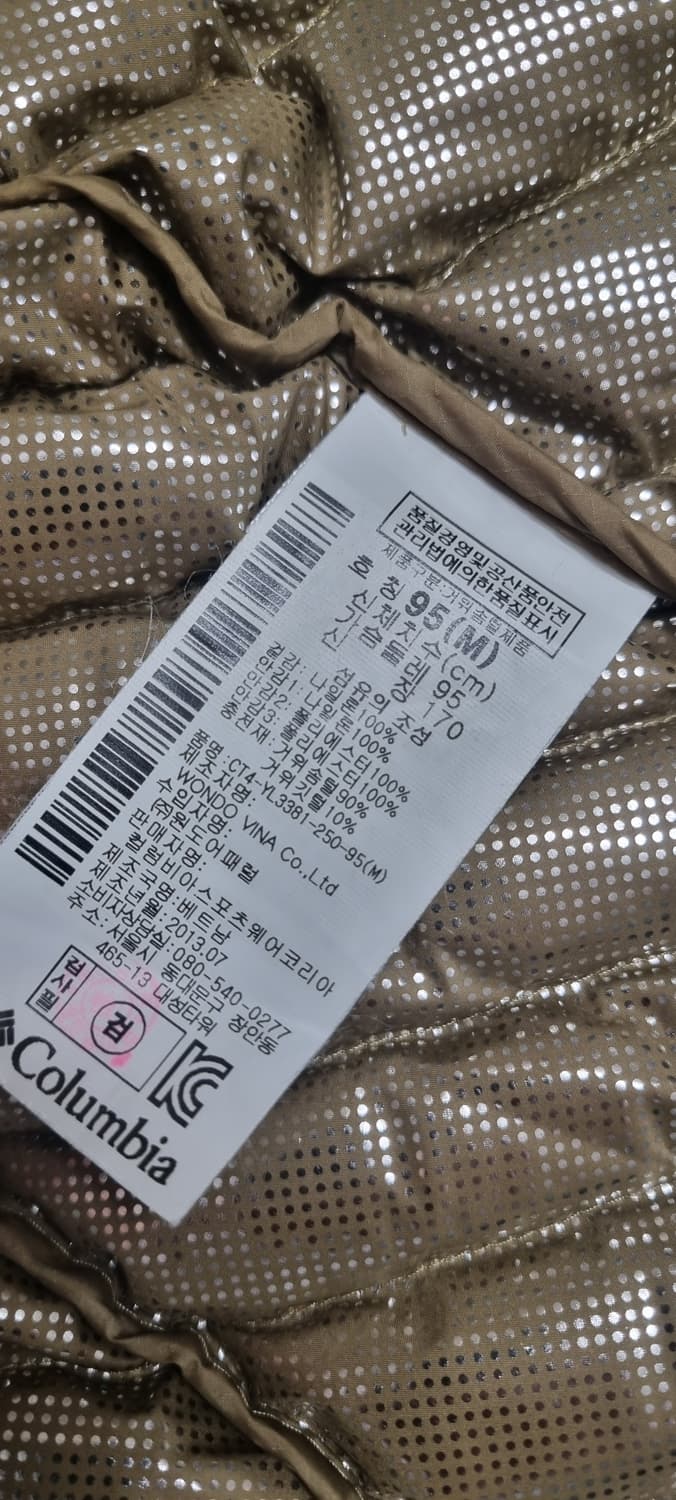 품질경영및공산품안전
관리법에의한품질표시
제품구분:거위솜털제품
호 칭 95(M)
신체치수(cm)
가슴둘레 95
신 장 170
섬유의 조성
겉감: 나일론100%
안감1: 나일론100%
안감2: 폴리에스터100%
안감3: 폴리에스터100%
충전재: 거위솜털90%
거위깃털10%
품명:CT4-YL3381-250-95(M)
제조자명:
WONDO VINA Co.,Ltd
수입자명:
(주)원도어패럴
판매자명:
컬럼비아스포츠웨어코리아
제조국명:베트남
제조년월:2013.07
소비자상담실:080-540-0277
주소:서울시 동대문구 장안동
465-13 대성타워
검사필
검
Columbia